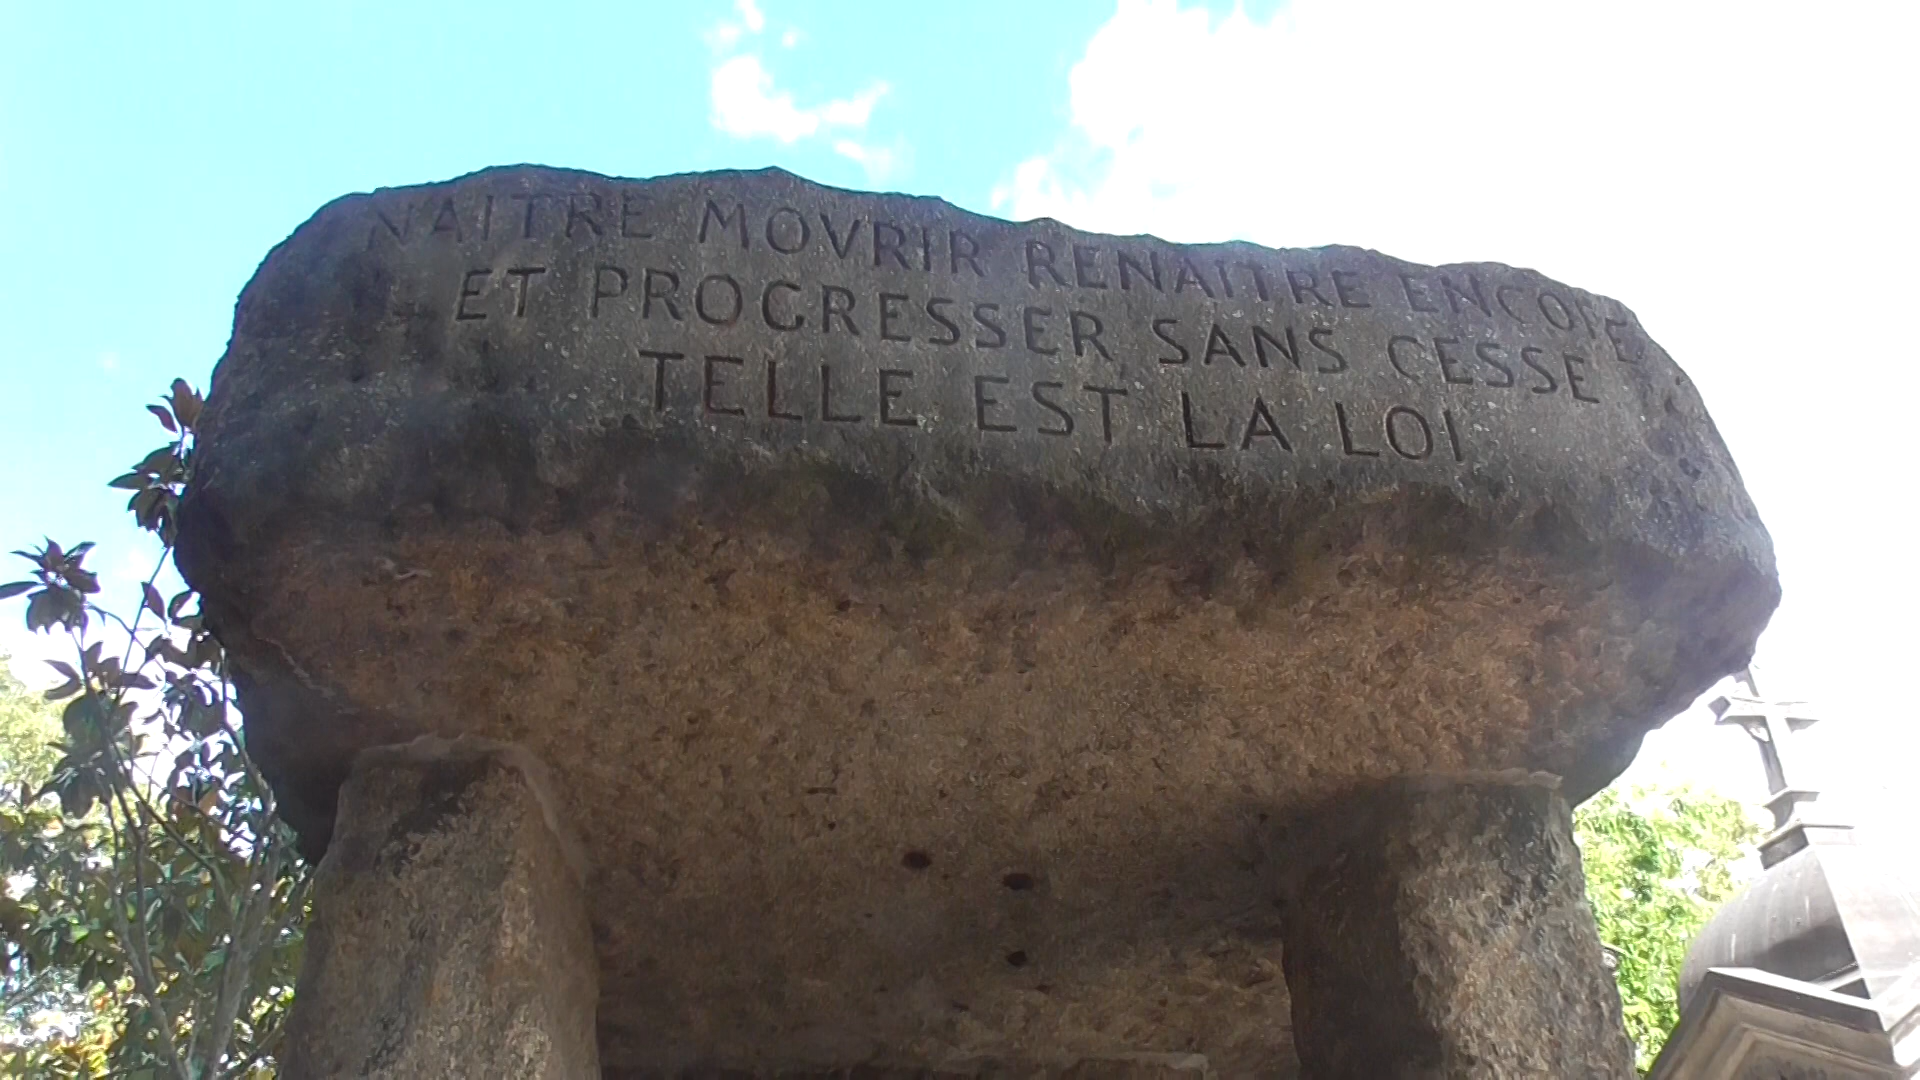 NAITRE MOVRIR RENAITRE ENCORE
ET PROGRESSER SANS CESSE
TELLE EST LA LOI